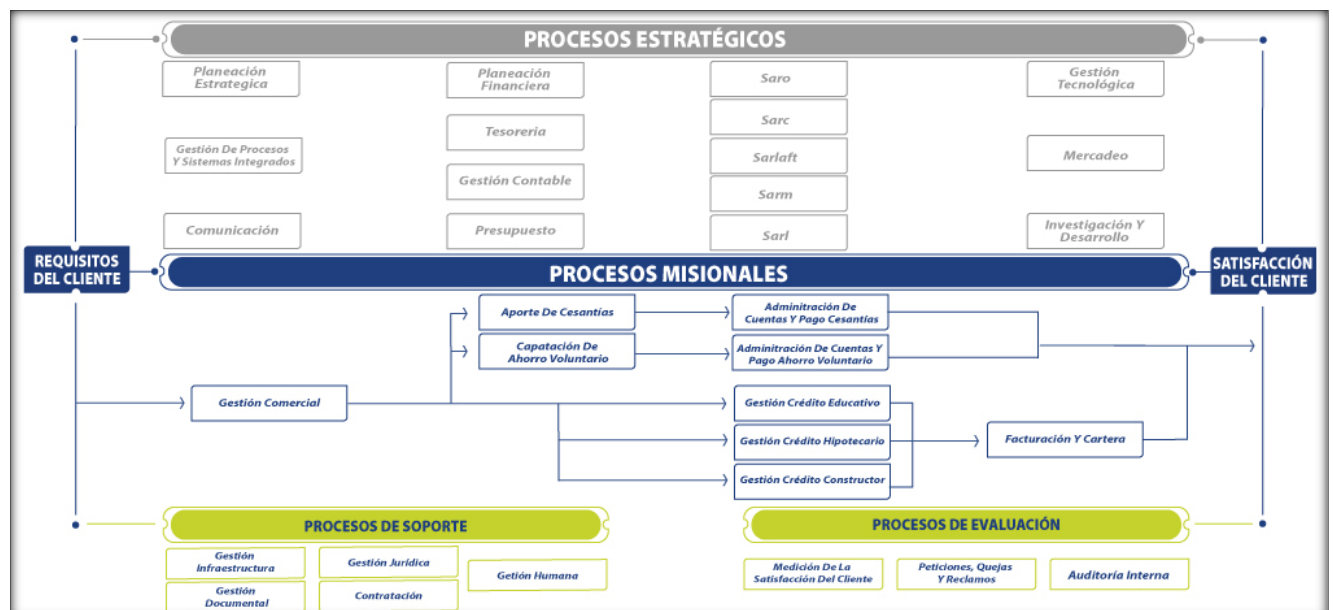 PROCESOS ESTRATÉGICOS
Planeación
Estrategica
Planeación
Financiera
Saro
Gestión
Tecnológica
Sarc
Tesorería
Gestión De Procesos
Y Sistemas Integrados
Sarlaft
Mercadeo
Gestión Contable
Sarm
Comunicación
Presupuesto
Sarl
Investigación Y
Desarrollo
REQUISITOS
DEL CLIENTE
PROCESOS MISIONALES
SATISFACCIÓN
DEL CLIENTE
Aporte De Cesantías
Adminitración De
Cuentas Y Pago Cesantías
Capatación De
Ahorro Voluntario
Adminitración De Cuentas Y
Pago Ahorro Voluntario
Gestión Comercial
Gestión Crédito Educativo
Gestión Crédito Hipotecario
Facturación Y Cartera
Gestión Crédito Constructor
PROCESOS DE SOPORTE
PROCESOS DE EVALUACIÓN
Gestión
Infraestructura
Gestión Jurídica
Getión Humana
Gestión
Documental
Contratación
Medición De La
Satisfacción Del Cliente
Peticiones, Quejas
Y Reclamos
Auditoría Interna